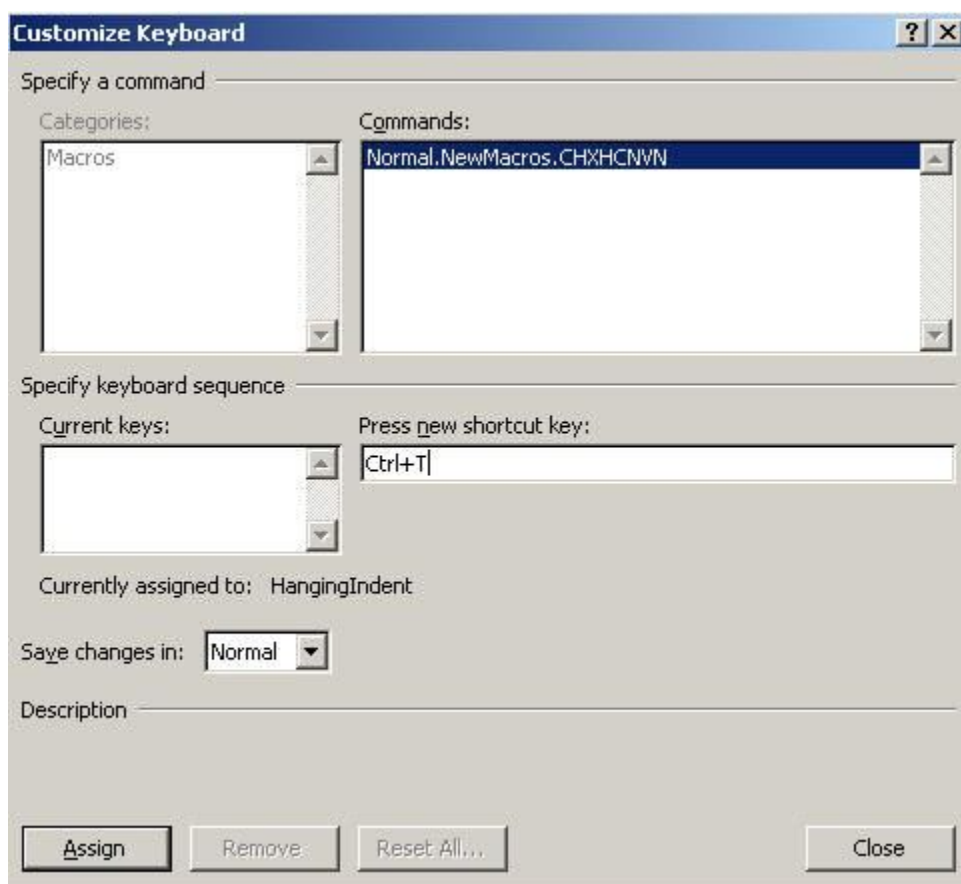 Customize Keyboard
Specify a command
Categories:
Commands:
Macros
Normal.NewMacros.CHXHCNVN
Specify keyboard sequence
Current keys:
Press new shortcut key:
Ctrl+T
Currently assigned to: HangingIndent
Save changes in: Normal
Description
Assign
Remove
Reset All...
Close